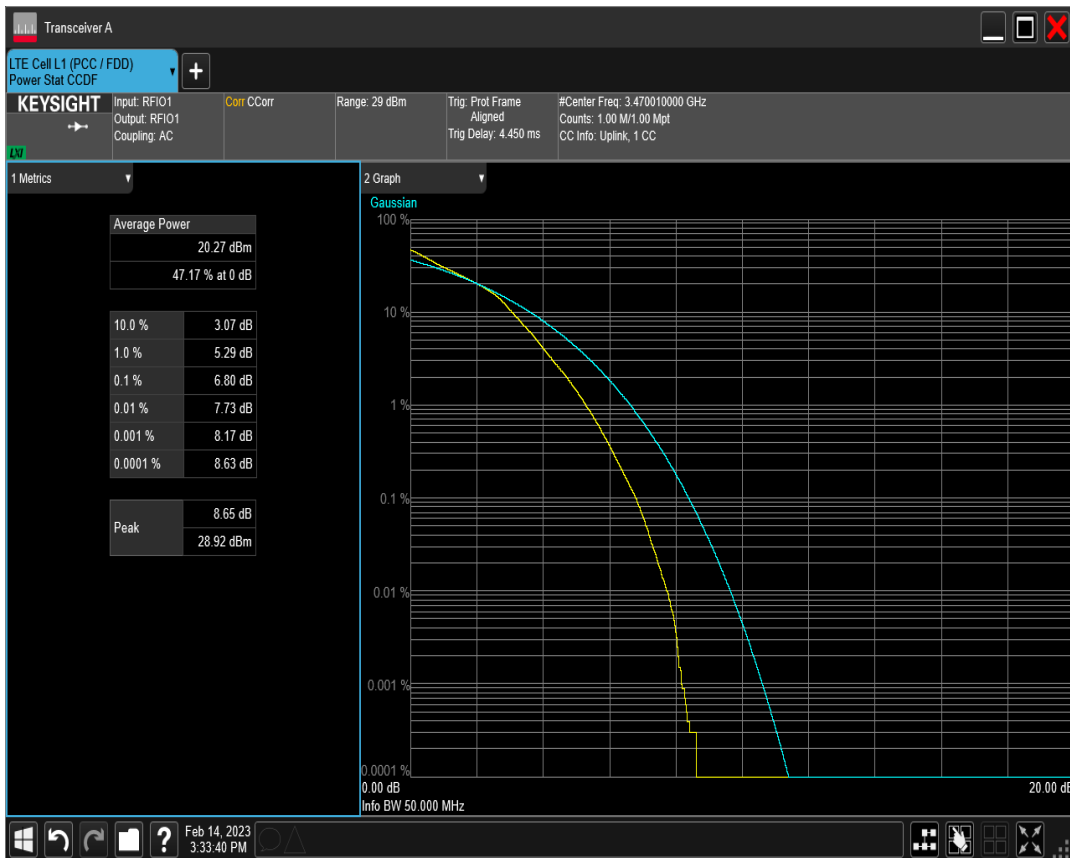 Transceiver A
LTE Cell L1 (PCC / FDD)
Power Stat CCDF
KEYSIGHT
LXI
Input: RFIO1
Output: RFIO1
Coupling: AC
Corr CCorr
Range: 29 dBm
Trig: Prot Frame
Aligned
Trig Delay: 4.450 ms
#Center Freq: 3.470010000 GHz
Counts: 1.00 M/1.00 Mpt
CC Info: Uplink, 1 CC
1 Metrics
Average Power
20.27 dBm
47.17 % at 0 dB
10.0 % 3.07 dB
1.0 % 5.29 dB
0.1 % 6.80 dB
0.01 % 7.73 dB
0.001 % 8.17 dB
0.0001 % 8.63 dB
Peak
8.65 dB
28.92 dBm
2 Graph
Gaussian
100 %
10 %
1 %
0.1 %
0.01 %
0.001 %
0.0001 %
0.00 dB 20.00 dB
Info BW 50.000 MHz
Feb 14, 2023
3:33:40 PM